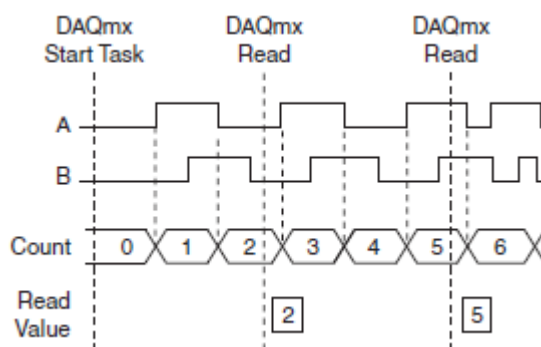 DAQmx DAQmx DAQmx
Start Task Read Read
A
B
Count 0 1 2 3 4 5 6
Read
Value 2 5